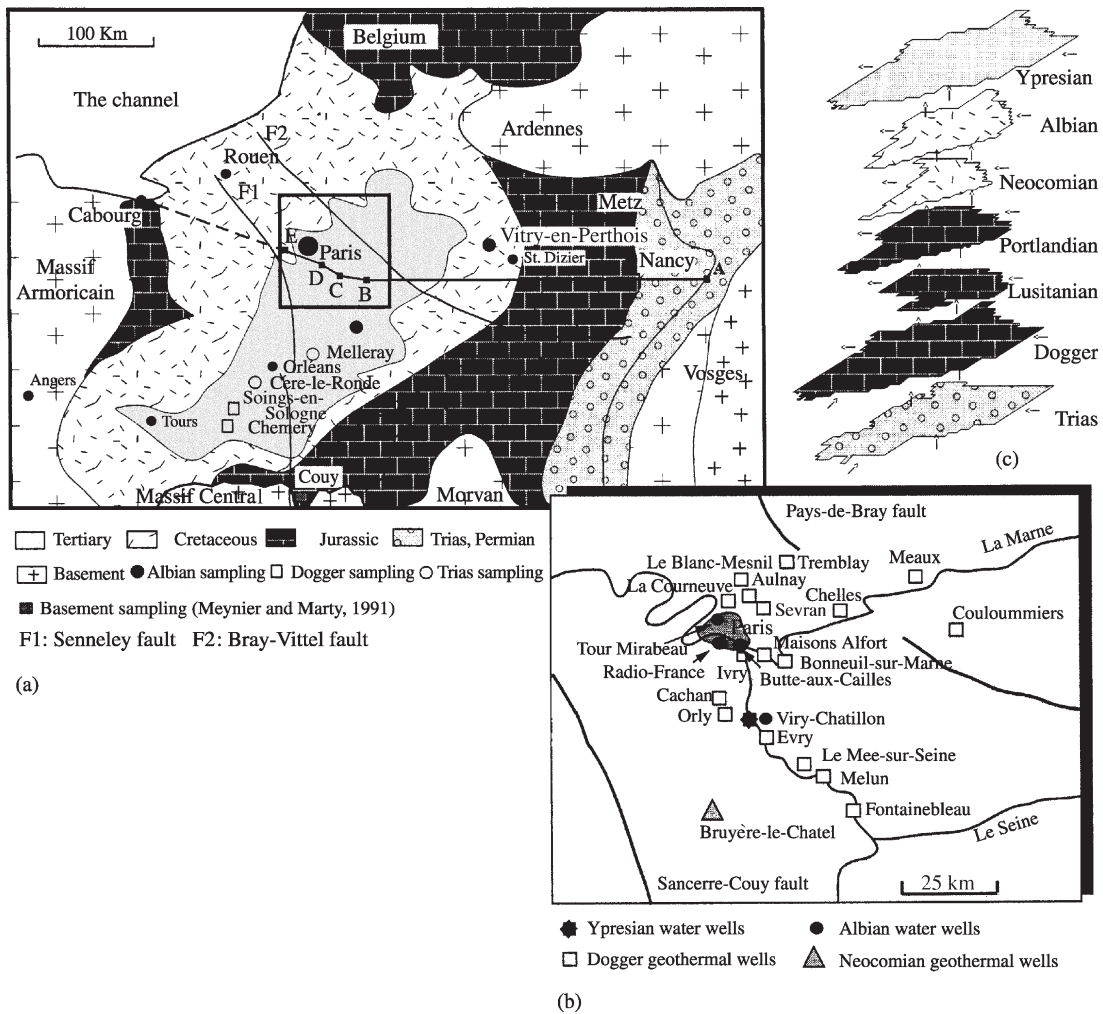 100 Km
Belgium
The channel
Ardennes
F2
Rouen
F1
Metz
Cabourg
Vitry-en-Perthois
E
Paris
St. Dizier
Nancy
A
Massif
Armoricain
D
C
B
Melleray
Orléans
Cere-le-Ronde
Vosges
Angers
Soings-en-
Sologne
Tours
Chemery
Couy
Massif Central
Morvan
Tertiary
Cretaceous
Jurassic
Trias, Permian
Basement
Albian sampling
Dogger sampling
Trias sampling
Basement sampling (Meynier and Marty, 1991)
F1: Senneley fault F2: Bray-Vittel fault
(a)
Ypresian
Albian
Neocomian
Portlandian
Lusitanian
Dogger
Trias
(c)
Pays-de-Bray fault
La Marne
Le Blanc-Mesnil
Tremblay
Meaux
Aulnay
La Courneuve
Chelles
Sevran
Couloummiers
Paris
Tour Mirabeau
Maisons Alfort
Radio-France
Ivry
Bonneuil-sur-Marne
Butte-aux-Cailles
Cachan
Orly
Viry-Chatillon
Evry
Le Mee-sur-Seine
Melun
Fontainebleau
Bruyère-le-Chatel
Le Seine
Sancerre-Couy fault
25 km
Ypresian water wells
Albian water wells
Dogger geothermal wells
Neocomian geothermal wells
(b)